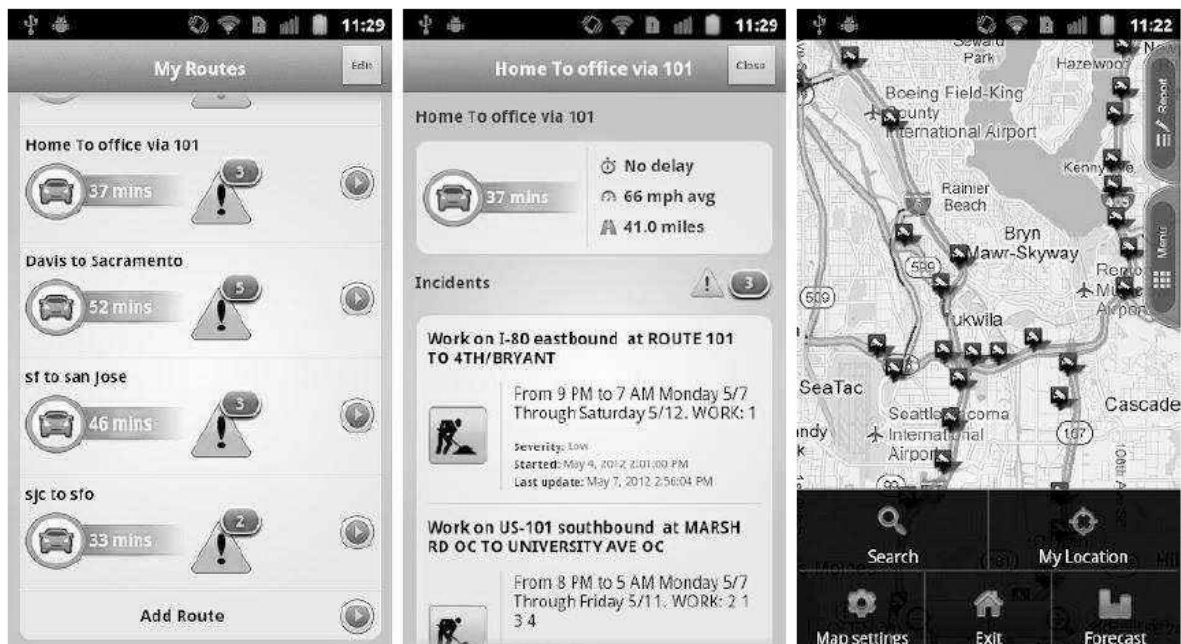 11:29
My Routes
Edit
Home To office via 101
37 mins
3
Davis to Sacramento
52 mins
5
sf to san Jose
46 mins
3
sjc to sfo
33 mins
2
Add Route
11:29
Home To office via 101
Close
Home To office via 101
37 mins
No delay
66 mph avg
41.0 miles
Incidents
3
Work on I-80 eastbound at ROUTE 101
TO 4TH/BRYANT
From 9 PM to 7 AM Monday 5/7
Through Saturday 5/12. WORK: 1
Severity: Low
Started: May 4, 2012 2:01:00 PM
Last update: May 7, 2012 2:56:04 PM
Work on US-101 southbound at MARSH
RD OC TO UNIVERSITY AVE OC
From 8 PM to 5 AM Monday 5/7
Through Friday 5/11. WORK: 2 1
3 4
11:22
Seward
Park
Hazelwood
New
Report
Boeing Field-King
County
International Airport
Rainier
Beach
405
Bryn
Mawr-Skyway
Menu
599
509
Tukwila
Airport
SeaTac
Cascade
Seattle Tacoma
International
Airport
167
Search
My Location
Map settings
Exit
Forecast